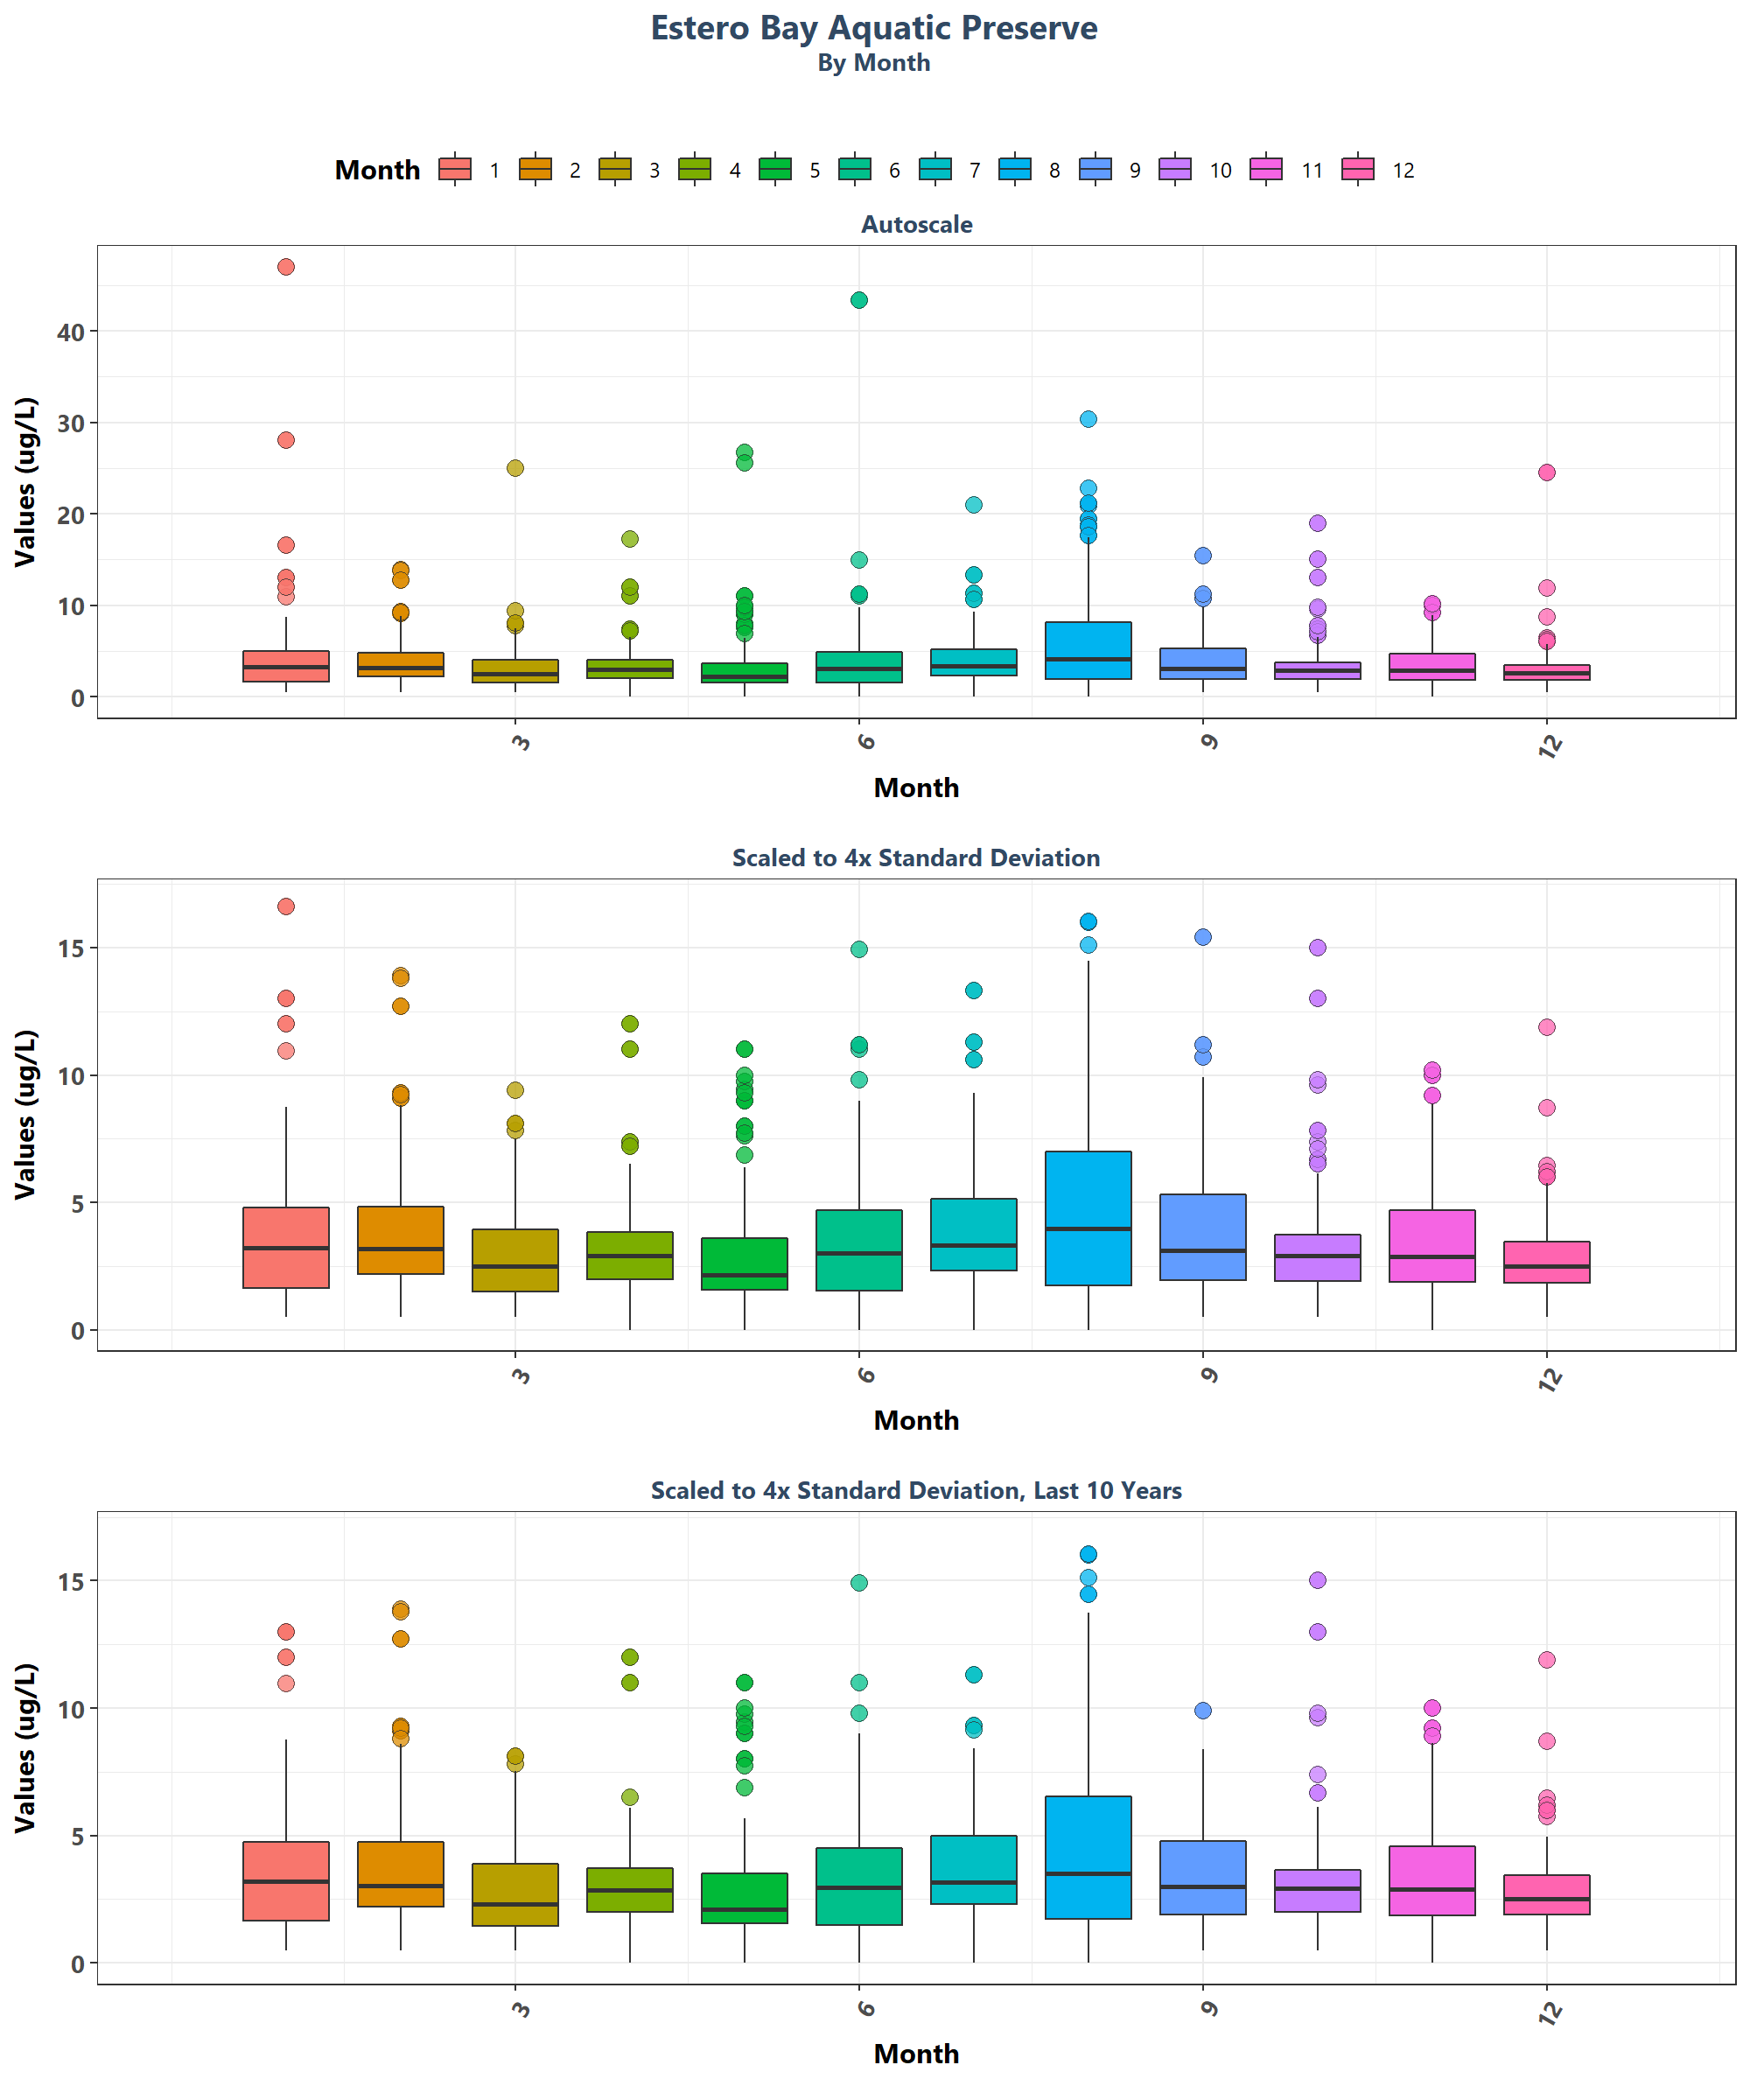 Estero Bay Aquatic Preserve
By Month
Month 1 2 3 4 5 6 7 8 9 10 11 12
Autoscale
Values (ug/L)
40
30
20
10
0
3 6 9 12
Month
Scaled to 4x Standard Deviation
Values (ug/L)
15
10
5
0
3 6 9 12
Month
Scaled to 4x Standard Deviation, Last 10 Years
Values (ug/L)
15
10
5
0
3 6 9 12
Month